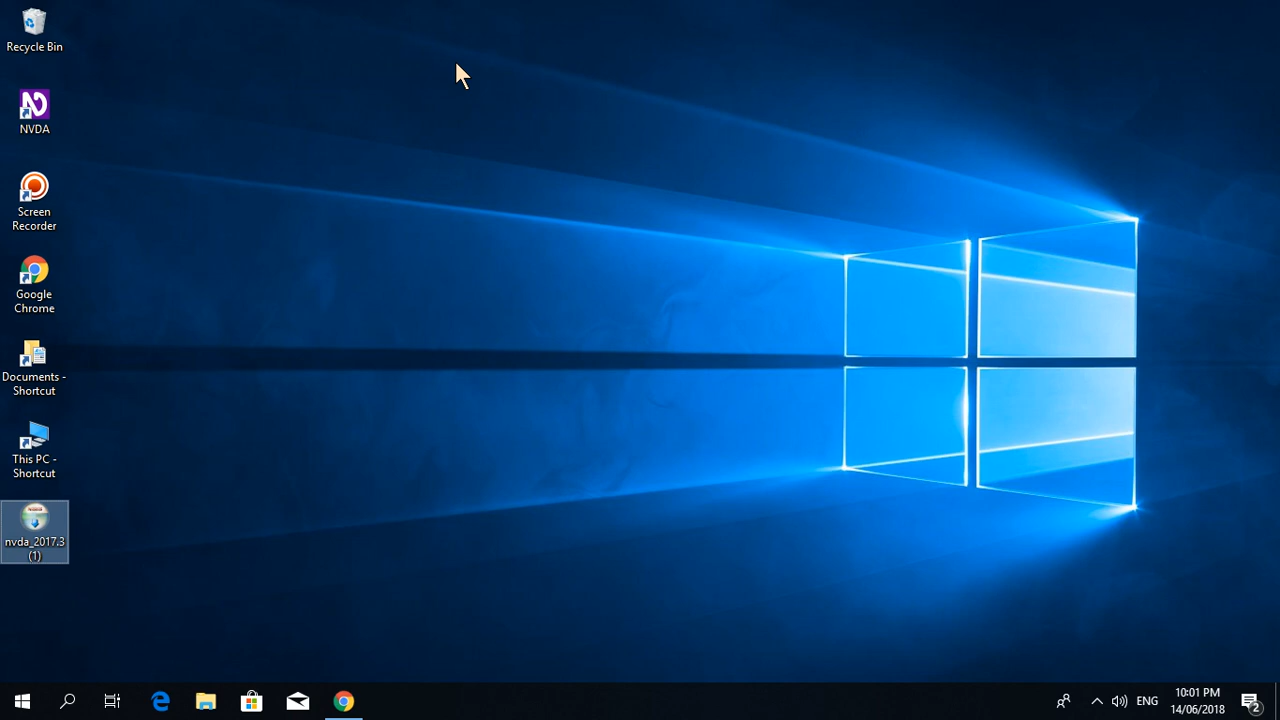 Recycle Bin
NVDA
Screen
Recorder
Google
Chrome
Documents -
Shortcut
This PC -
Shortcut
nvda_2017.3
(1)
ENG
10:01 PM
14/06/2018
2